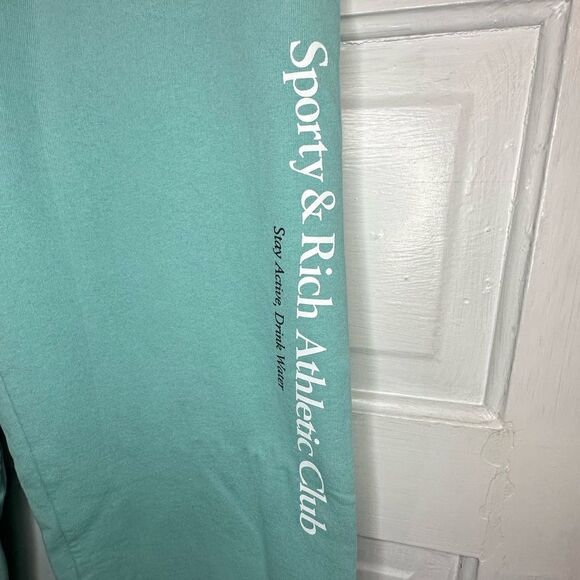 Sporty & Rich Athletic Club
Stay Active, Drink Water